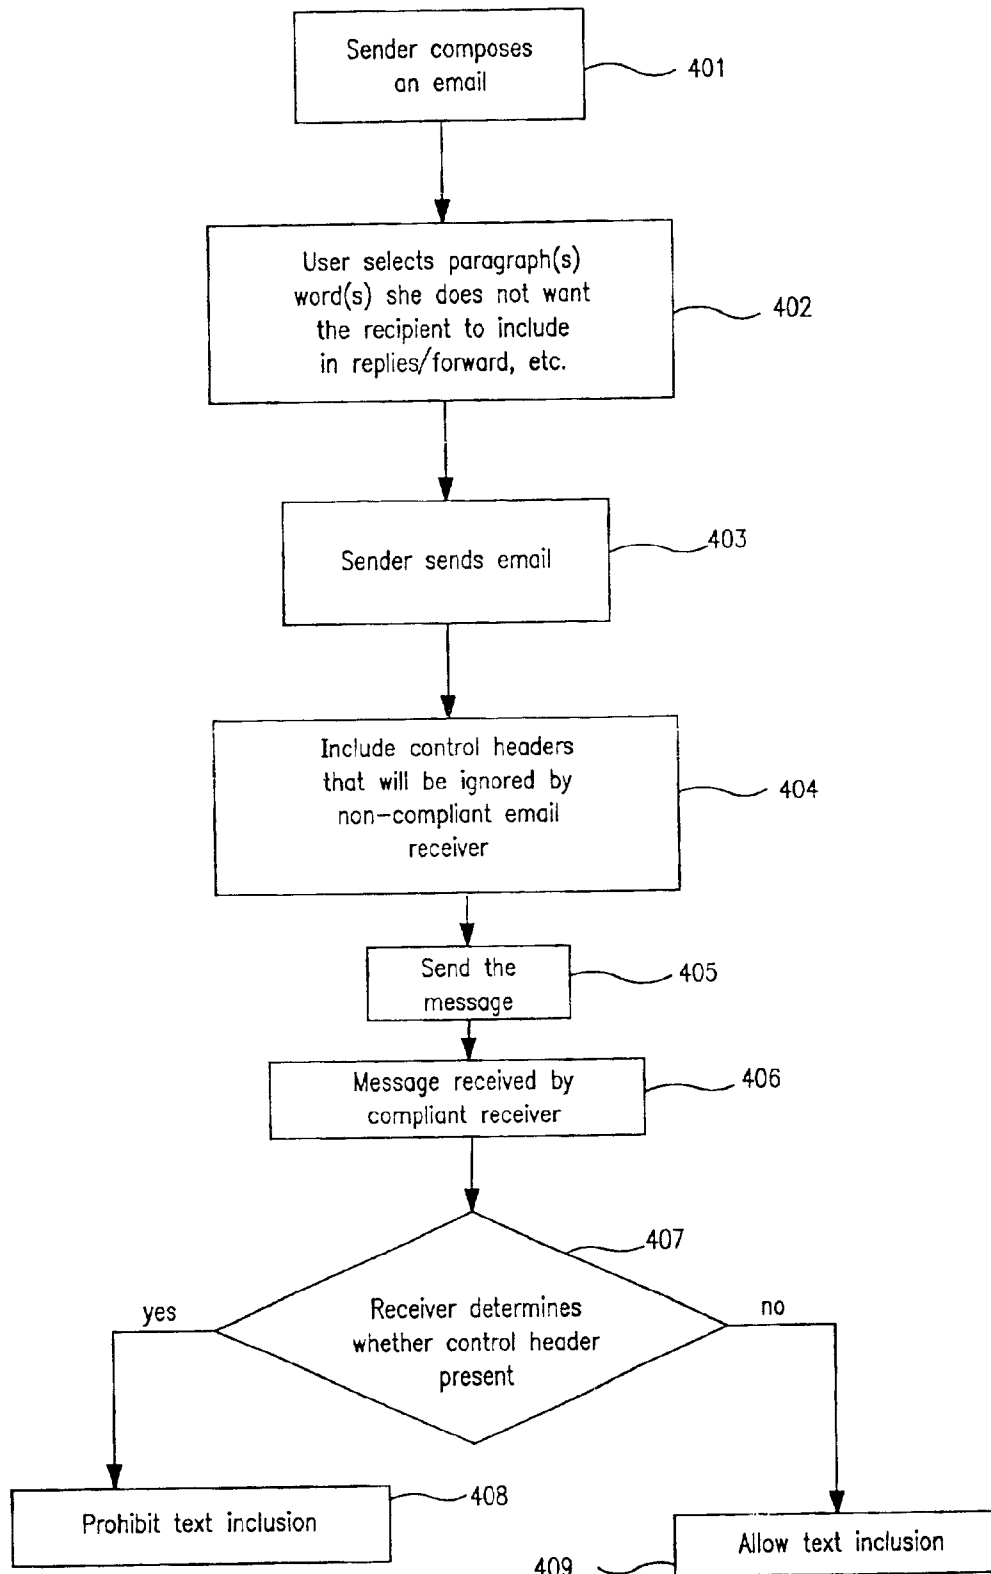 Sender composes
an email
401
User selects paragraph(s)
word(s) she does not want
the recipient to include
in replies/forward, etc.
402
Sender sends email
403
Include control headers
that will be ignored by
non-compliant email
receiver
404
Send the
message
405
Message received by
compliant receiver
406
407
Receiver determines
whether control header
present
yes
no
Prohibit text inclusion
408
Allow text inclusion
409